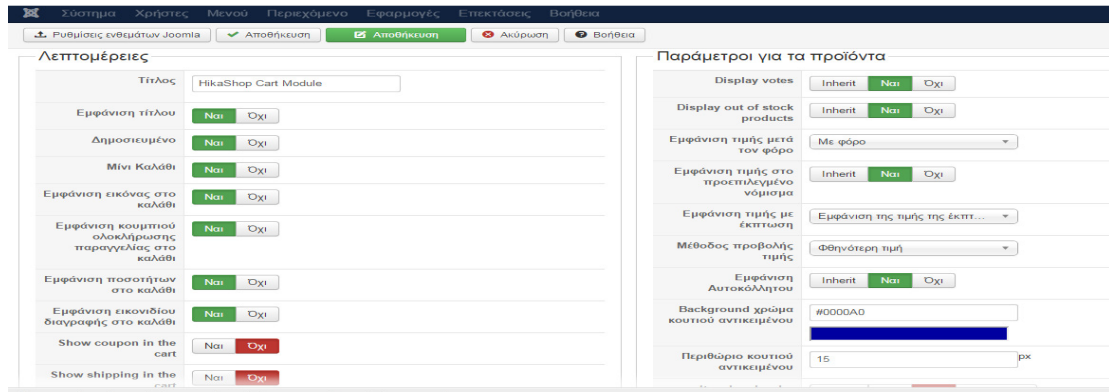 Σύστημα Χρήστες Μενού Περιεχόμενο Εφαρμογές Επεκτάσεις Βοήθεια
Ρυθμίσεις ενθεμάτων Joomla Αποθήκευση Αποθήκευση Ακύρωση Βοήθεια
Λεπτομέρειες
Τίτλος HikaShop Cart Module
Εμφάνιση τίτλου Ναι Όχι
Δημοσιευμένο Ναι Όχι
Μίνι Καλάθι Ναι Όχι
Εμφάνιση εικόνας στο
καλάθι Ναι Όχι
Εμφάνιση κουμπιού
ολοκλήρωσης
παραγγελίας στο
καλάθι Ναι Όχι
Εμφάνιση ποσοτήτων
στο καλάθι Ναι Όχι
Εμφάνιση εικονιδίου
διαγραφής στο καλάθι Ναι Όχι
Show coupon in the
cart Ναι Όχι
Show shipping in the
cart Ναι Όχι
Παράμετροι για τα προϊόντα
Display votes Inherit Ναι Όχι
Display out of stock
products Inherit Ναι Όχι
Εμφάνιση τιμής μετά
τον φόρο Με φόρο
Εμφάνιση τιμής στο
προεπιλεγμένο
νόμισμα Inherit Ναι Όχι
Εμφάνιση τιμής με
έκπτωση Εμφάνιση της τιμής της έκπτ...
Μέθοδος προβολής
τιμής Φθηνότερη τιμή
Εμφάνιση
Αυτοκόλλητου Inherit Ναι Όχι
Background χρώμα
κουτιού αντικειμένου #0000A0
Περιθώριο κουτιού
αντικειμένου 15 px